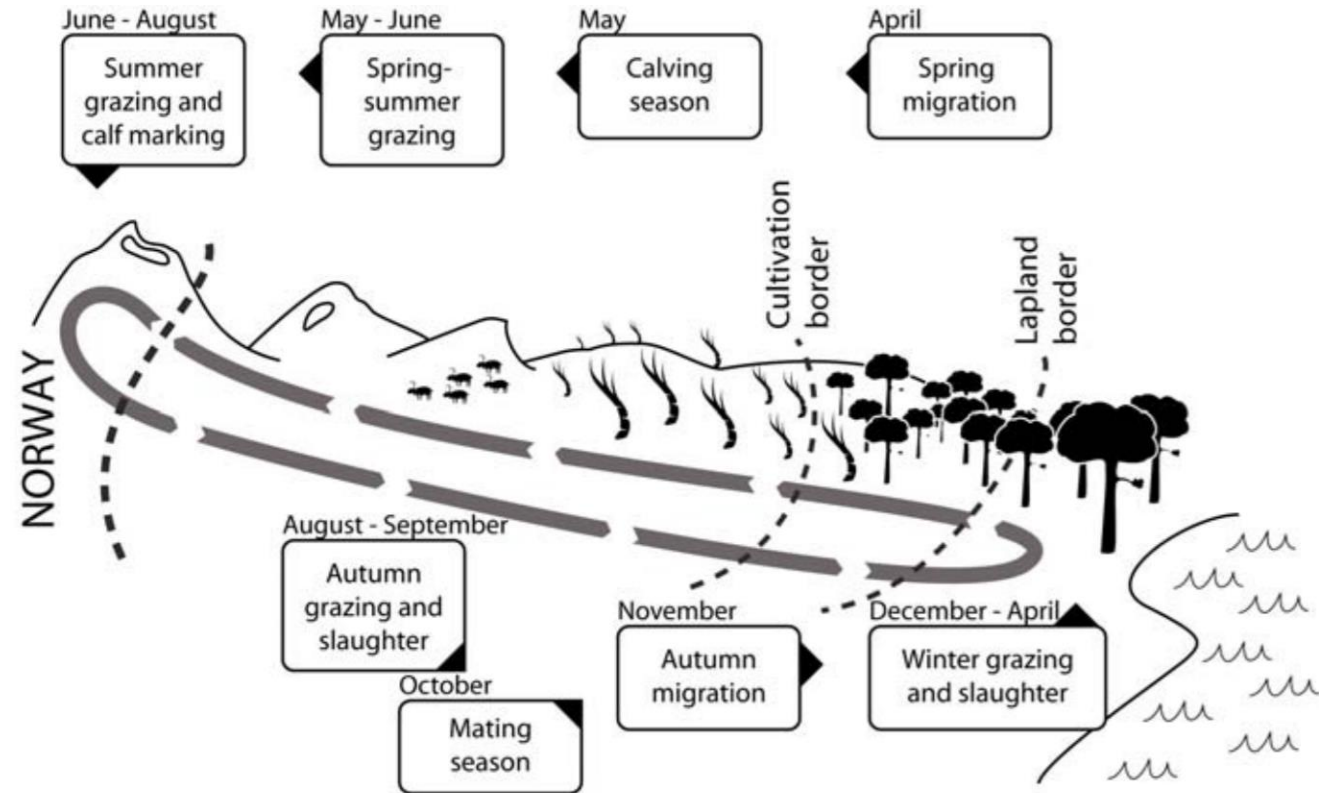 June - August
Summer
grazing and
calf marking
May - June
Spring-
summer
grazing
May
Calving
season
April
Spring
migration
Cultivation
border
Lapland
border
NORWAY
August - September
Autumn
grazing and
slaughter
October
Mating
season
November
Autumn
migration
December - April
Winter grazing
and slaughter